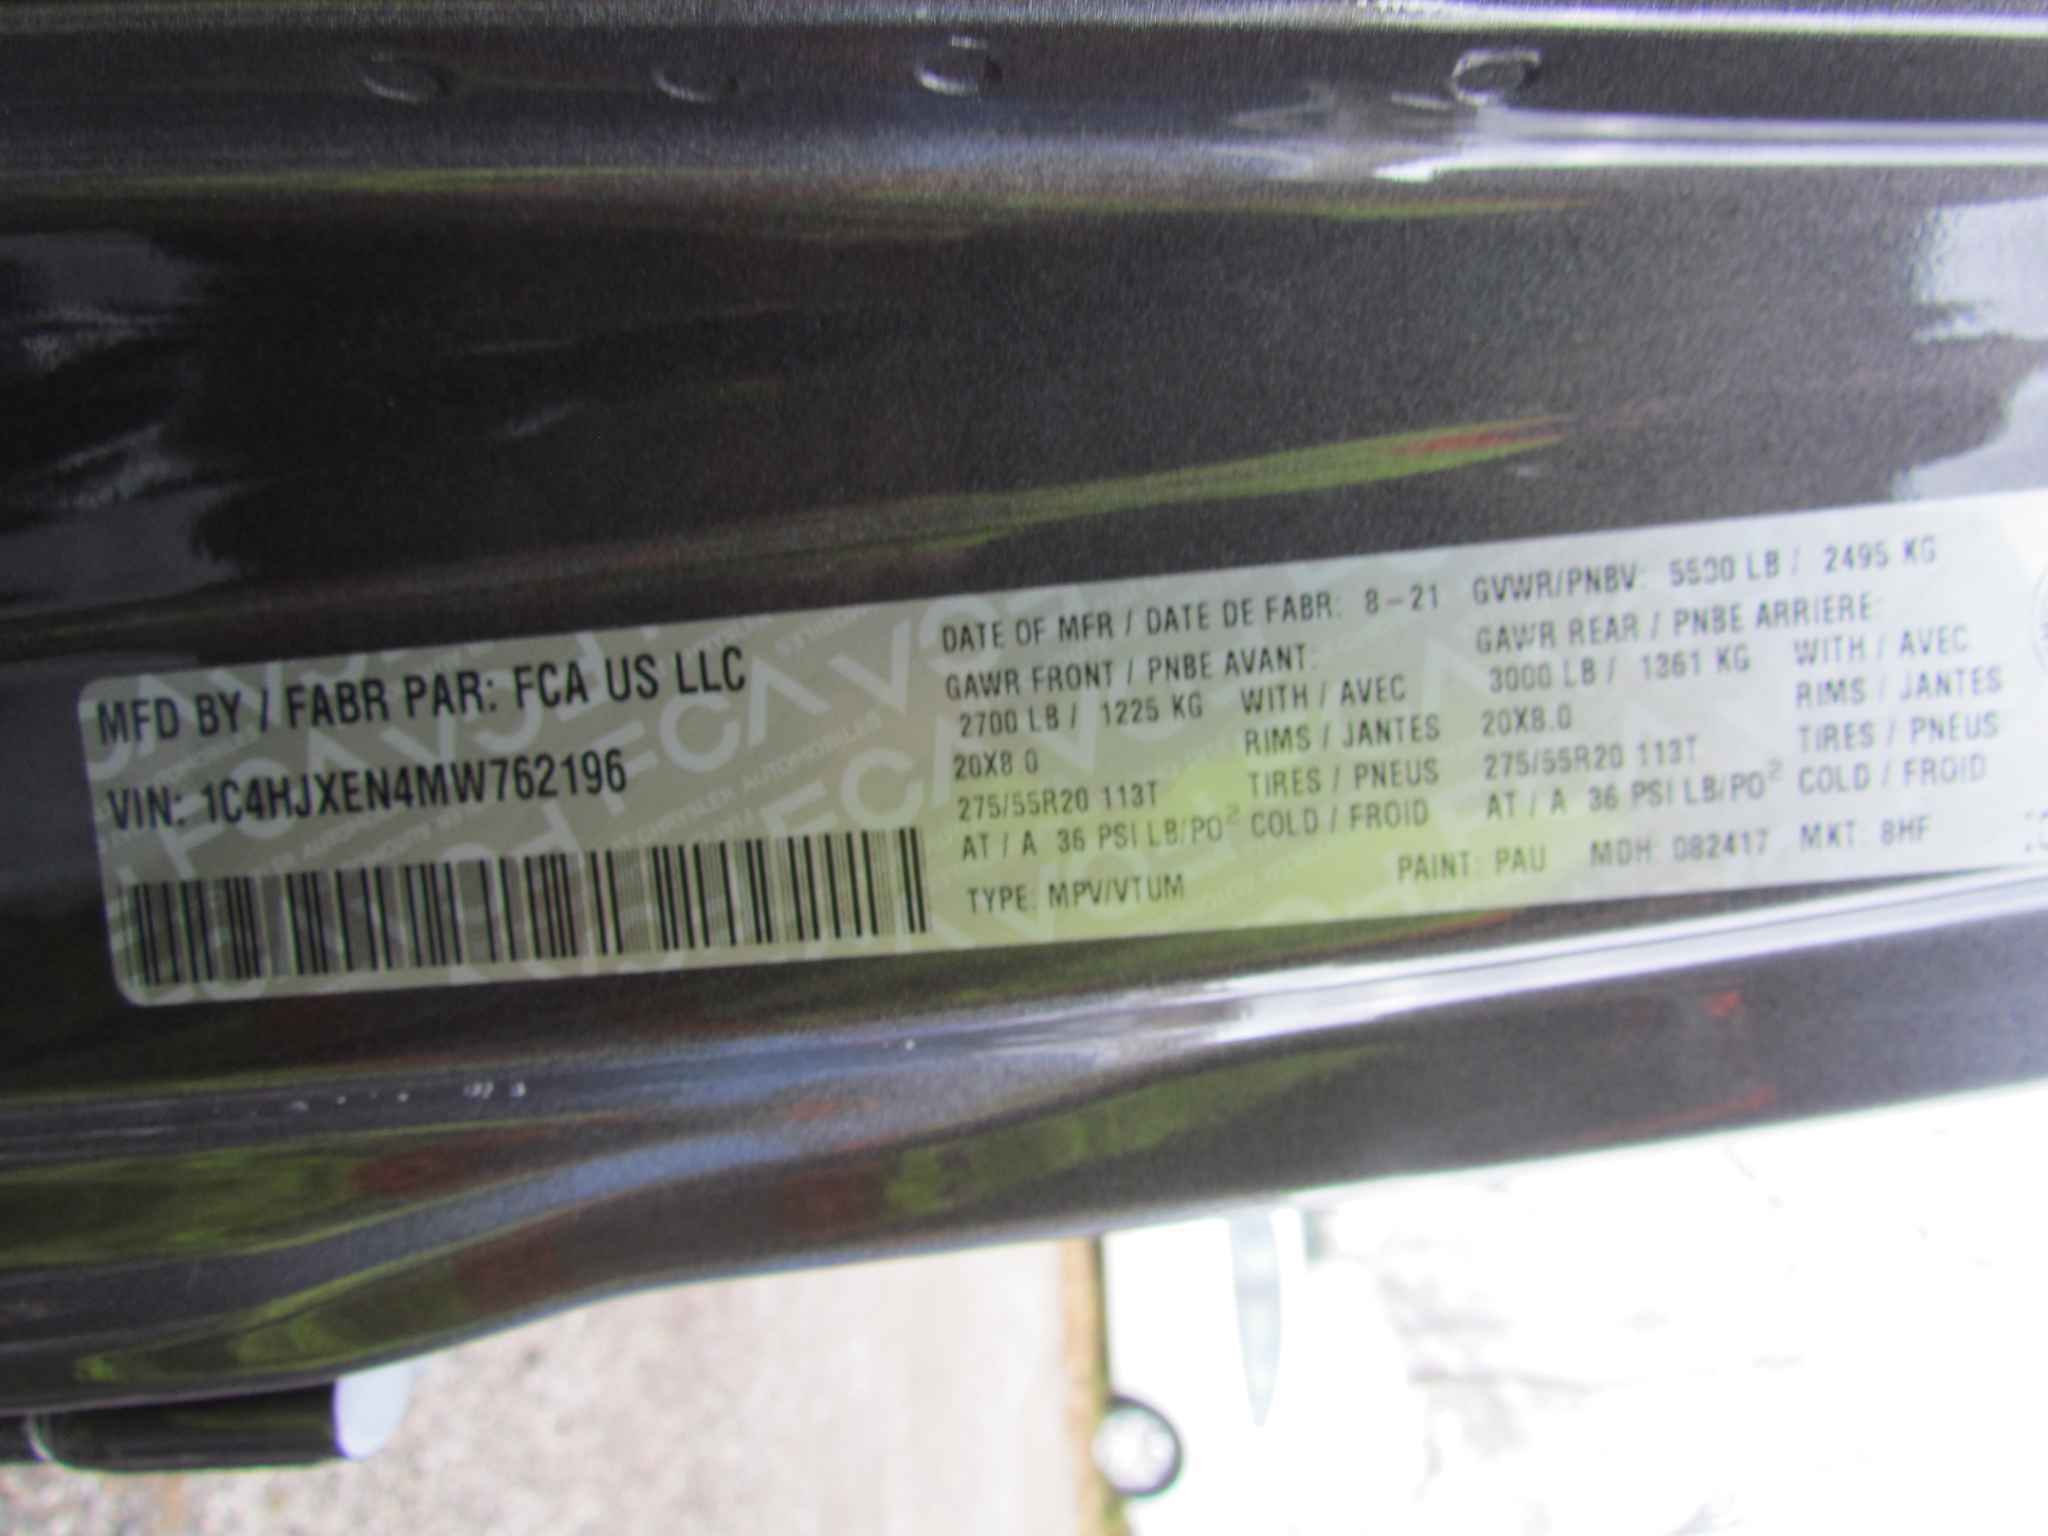 MFD BY / FABR PAR: FCA US LLC
VIN: 1C4HJXEN4MW762196
DATE OF MFR / DATE DE FABR: 8-21
GAWR FRONT / PNBE AVANT:
2700 LB / 1225 KG WITH / AVEC
20X8.0 RIMS / JANTES
275/55R20 113T TIRES / PNEUS
AT / A 36 PSI LB/PO² COLD / FROID
TYPE: MPV/VTUM
GVWR/PNBV: 5500 LB / 2495 KG
GAWR REAR / PNBE ARRIERE:
3000 LB / 1361 KG WITH / AVEC
20X8.0 RIMS / JANTES
275/55R20 113T TIRES / PNEUS
AT / A 36 PSI LB/PO² COLD / FROID
PAINT: PAU MDH: 082417 MKT: 8HF